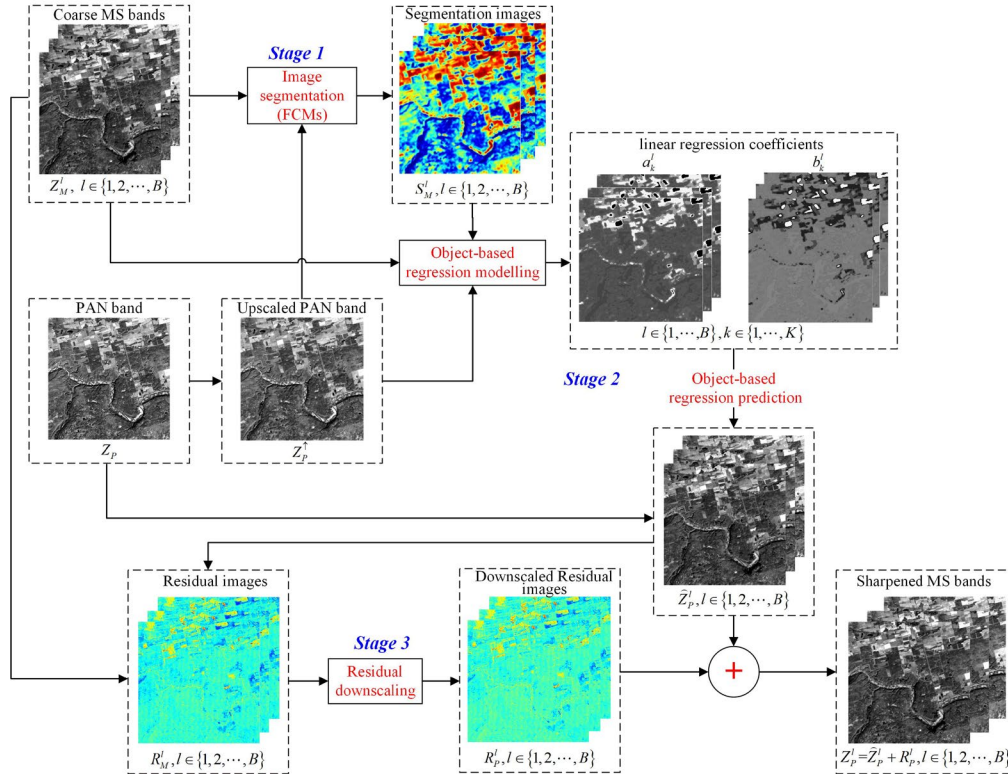 Coarse MS bands
Z_M^l, l ∈ {1, 2, ⋯, B}
Stage 1
Image
segmentation
(FCMs)
Segmentation images
S_M^l, l ∈ {1, 2, ⋯, B}
Object-based
regression modelling
linear regression coefficients
a_k^l
b_k^l
l ∈ {1, ⋯, B}, k ∈ {1, ⋯, K}
PAN band
Z_P
Upscaled PAN band
Z_P^↑
Stage 2
Object-based
regression prediction
Ẑ_P^l, l ∈ {1, 2, ⋯, B}
Residual images
R_M^l, l ∈ {1, 2, ⋯, B}
Stage 3
Residual
downscaling
Downscaled Residual
images
R_P^l, l ∈ {1, 2, ⋯, B}
+
Sharpened MS bands
Z_P^l = Ẑ_P^l + R_P^l, l ∈ {1, 2, ⋯, B}